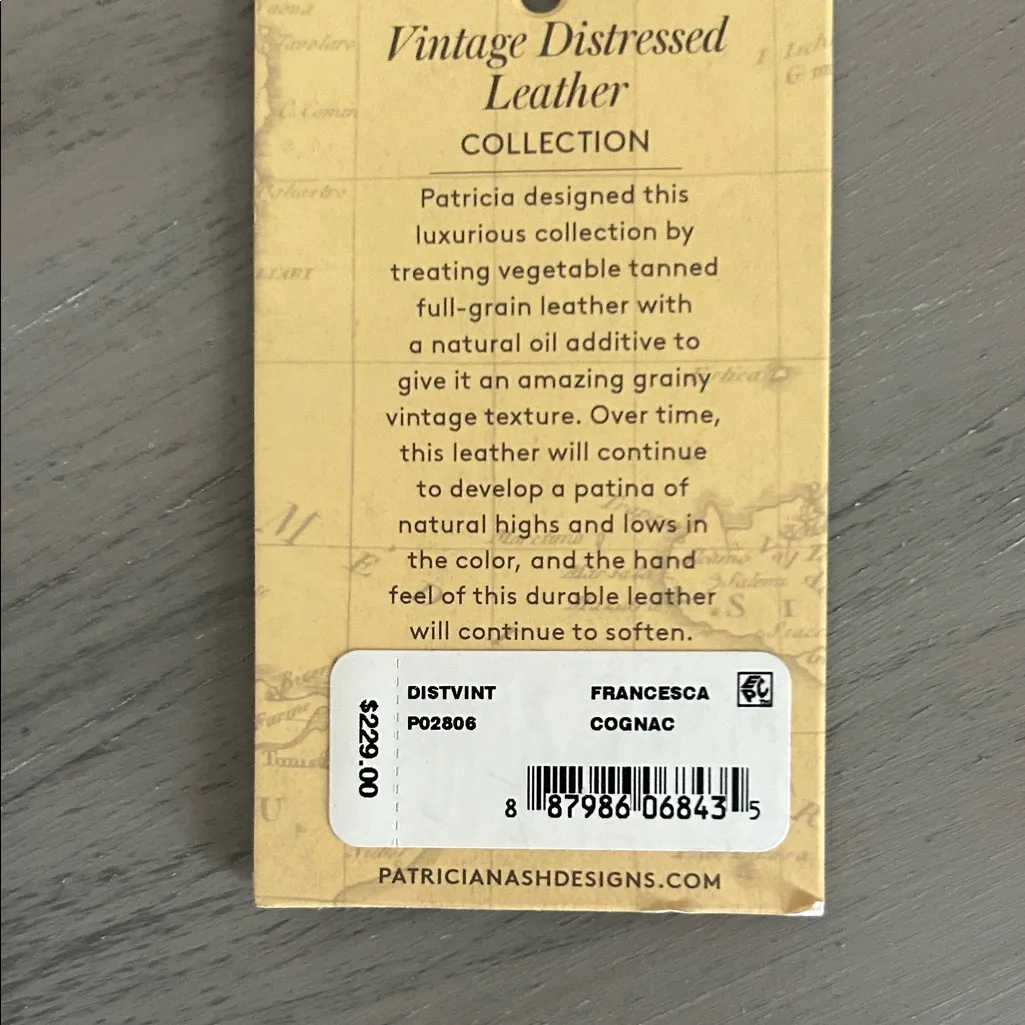 Vintage Distressed
Leather
COLLECTION
Patricia designed this
luxurious collection by
treating vegetable tanned
full-grain leather with
a natural oil additive to
give it an amazing grainy
vintage texture. Over time,
this leather will continue
to develop a patina of
natural highs and lows in
the color, and the hand
feel of this durable leather
will continue to soften.
$229.00
DISTVINT FRANCESCA
P02806 COGNAC
8 87986 06843 5
PATRICIANASHDESIGNS.COM